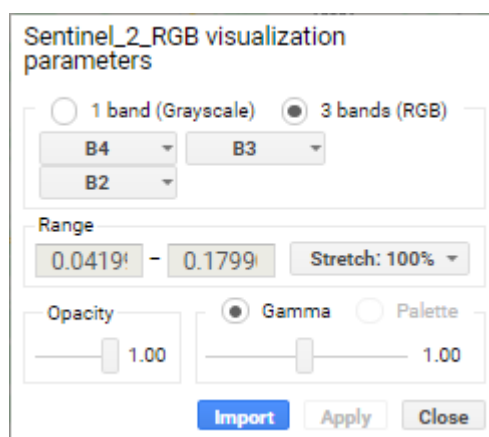 Sentinel_2_RGB visualization
parameters
1 band (Grayscale) 3 bands (RGB)
B4 B3
B2
Range
0.04199 – 0.1799 Stretch: 100%
Opacity Gamma Palette
1.00 1.00
Import Apply Close